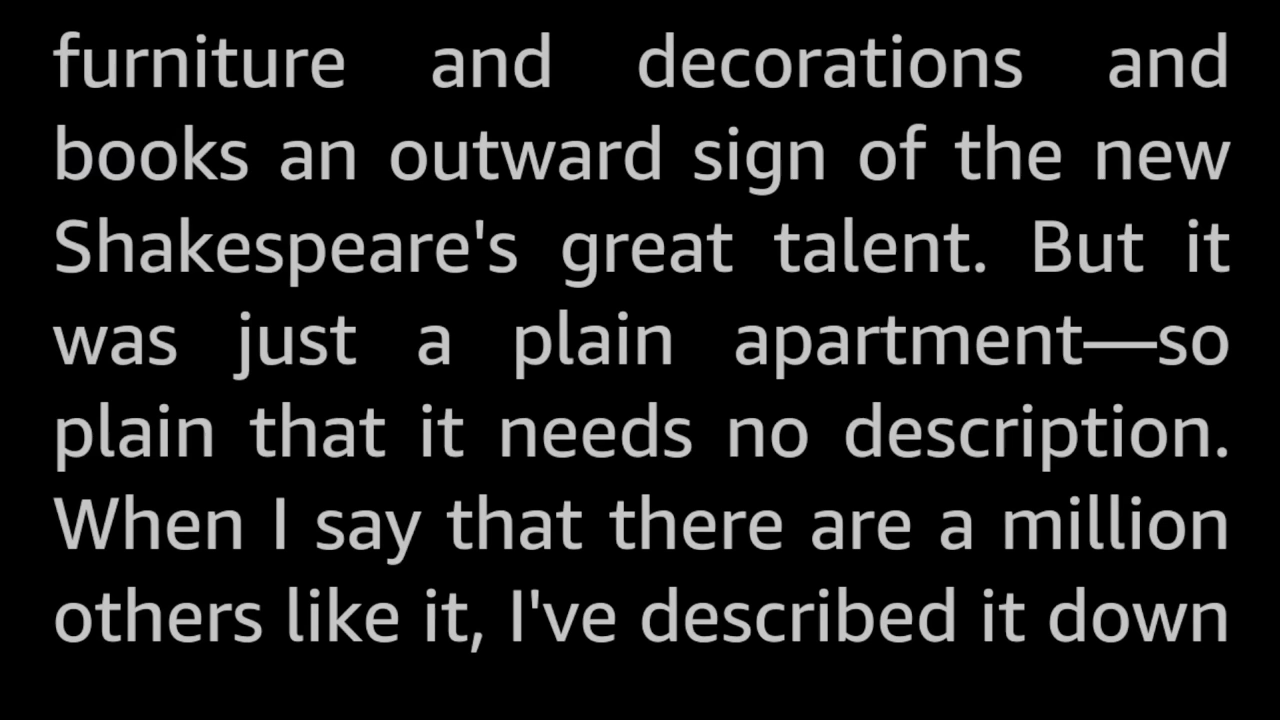 furniture and decorations and
books an outward sign of the new
Shakespeare's great talent. But it
was just a plain apartment—so
plain that it needs no description.
When I say that there are a million
others like it, I've described it down